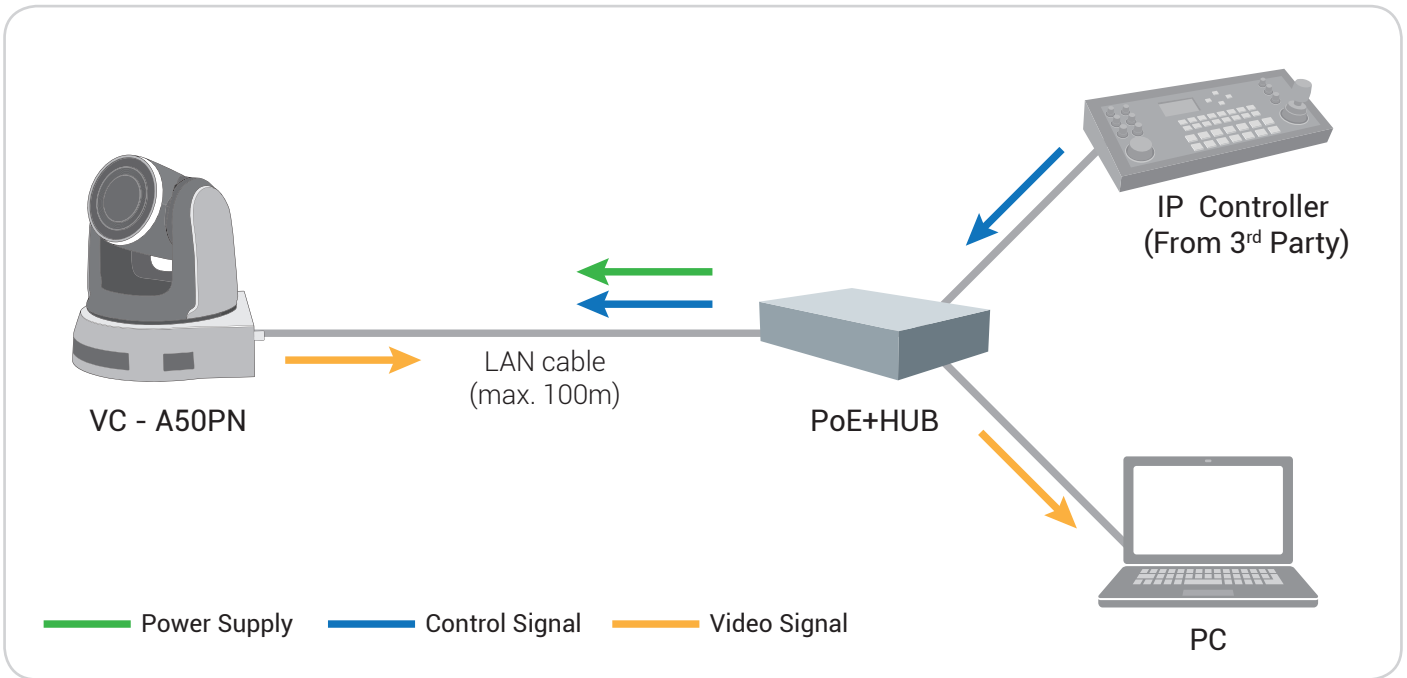 IP Controller
(From 3rd Party)
LAN cable
(max. 100m)
VC - A50PN
PoE+HUB
Power Supply
Control Signal
Video Signal
PC